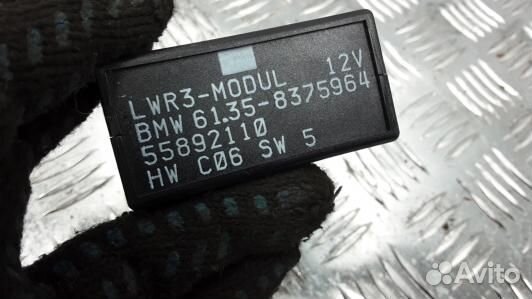 LWR3-MODUL 12V
BMW 61.35-8375964
55892110
HW C06 SW 5
Avito